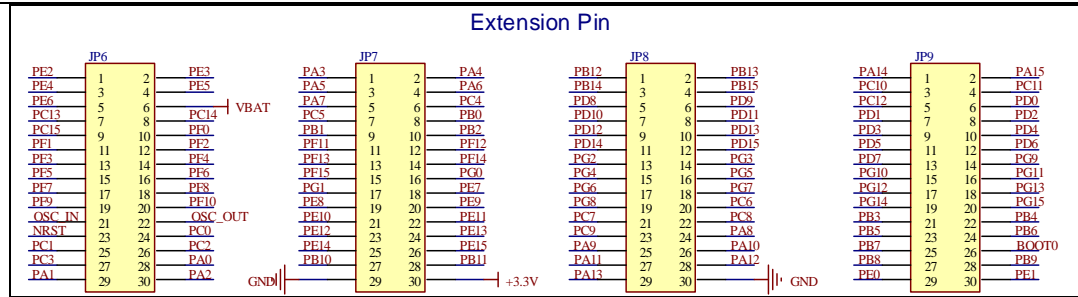 Extension Pin
JP6
PE2 1 2 PE3
PE4 3 4 PE5
PE6 5 6 VBAT
PC13 7 8 PC14
PC15 9 10 PF0
PF1 11 12 PF2
PF3 13 14 PF4
PF5 15 16 PF6
PF7 17 18 PF8
PF9 19 20 PF10
OSC_IN 21 22 OSC_OUT
NRST 23 24 PC0
PC1 25 26 PC2
PC3 27 28 PA0
PA1 29 30 PA2
JP7
PA3 1 2 PA4
PA5 3 4 PA6
PA7 5 6 PC4
PC5 7 8 PB0
PB1 9 10 PB2
PF11 11 12 PF12
PF13 13 14 PF14
PF15 15 16 PG0
PG1 17 18 PE7
PE8 19 20 PE9
PE10 21 22 PE11
PE12 23 24 PE13
PE14 25 26 PE15
PB10 27 28 PB11
GND 29 30 +3.3V
JP8
PB12 1 2 PB13
PB14 3 4 PB15
PD8 5 6 PD9
PD10 7 8 PD11
PD12 9 10 PD13
PD14 11 12 PD15
PG2 13 14 PG3
PG4 15 16 PG5
PG6 17 18 PG7
PG8 19 20 PC6
PC7 21 22 PC8
PC9 23 24 PA8
PA9 25 26 PA10
PA11 27 28 PA12
PA13 29 30 GND
JP9
PA14 1 2 PA15
PC10 3 4 PC11
PC12 5 6 PD0
PD1 7 8 PD2
PD3 9 10 PD4
PD5 11 12 PD6
PD7 13 14 PG9
PG10 15 16 PG11
PG12 17 18 PG13
PG14 19 20 PG15
PB3 21 22 PB4
PB5 23 24 PB6
PB7 25 26 BOOT0
PB8 27 28 PB9
PE0 29 30 PE1